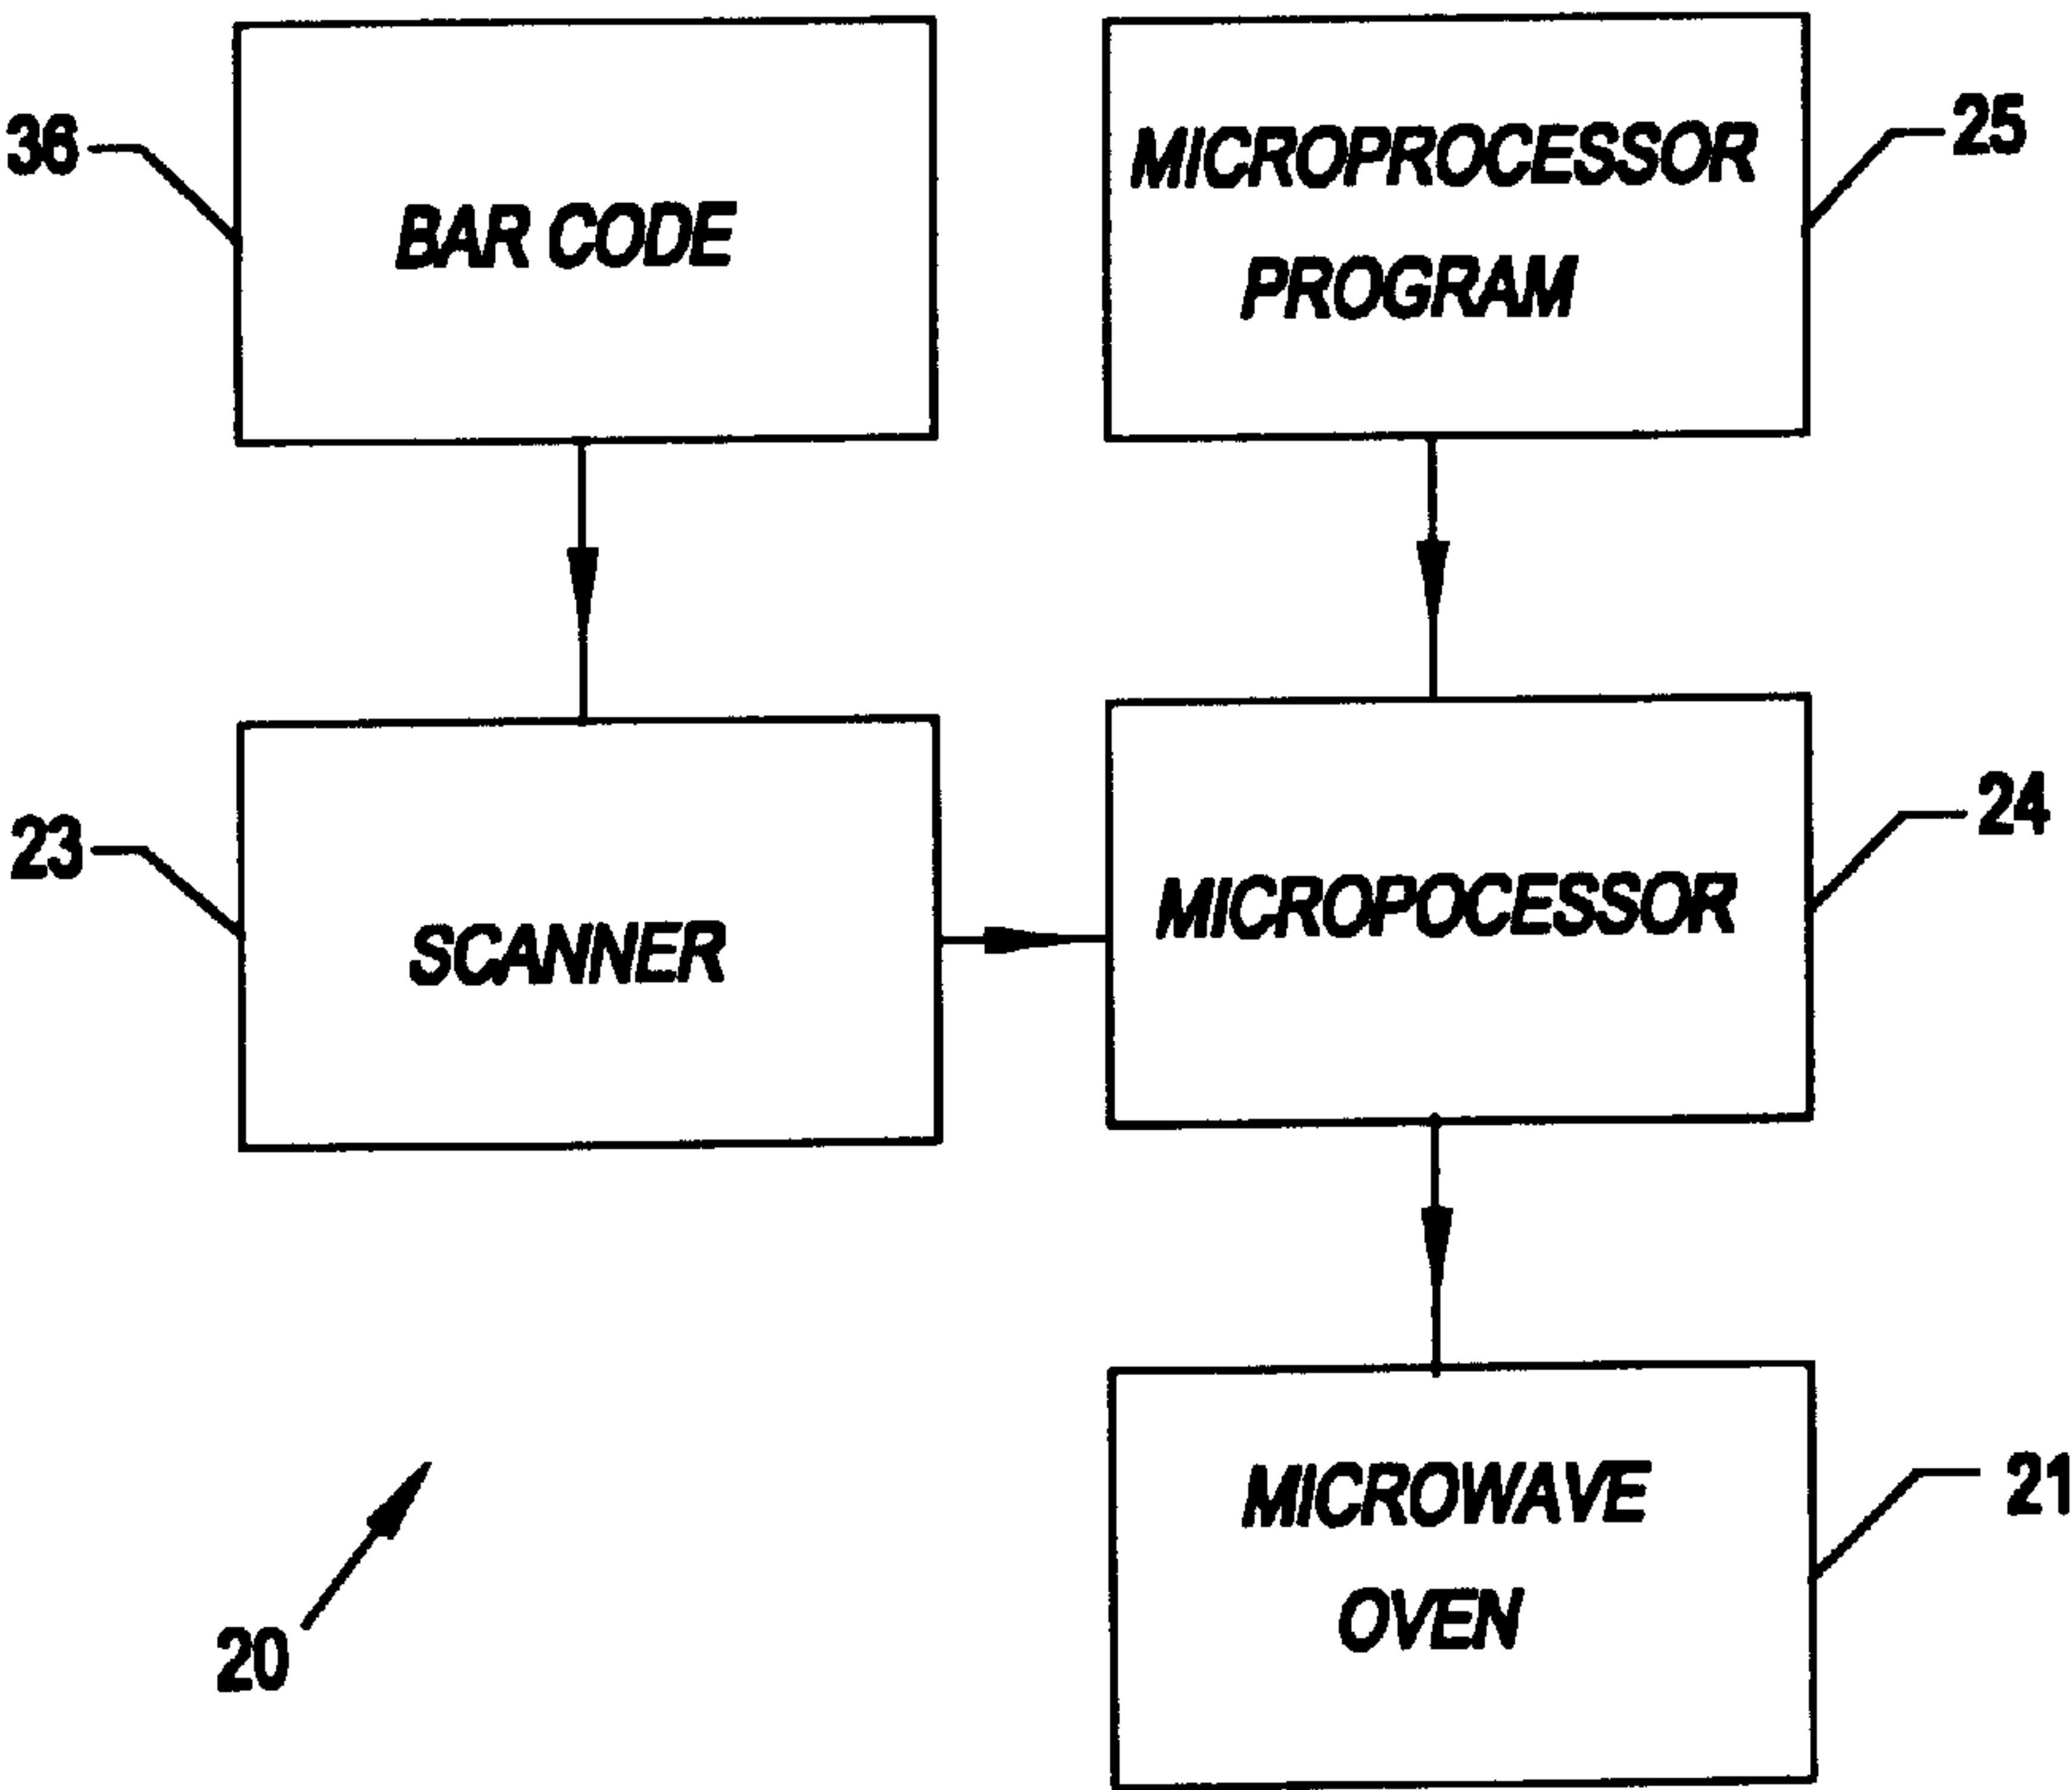 36
BAR CODE
MICROPROCESSOR
PROGRAM
25
23
SCANNER
MICROPOCESSOR
24
MICROWAVE
OVEN
21
20